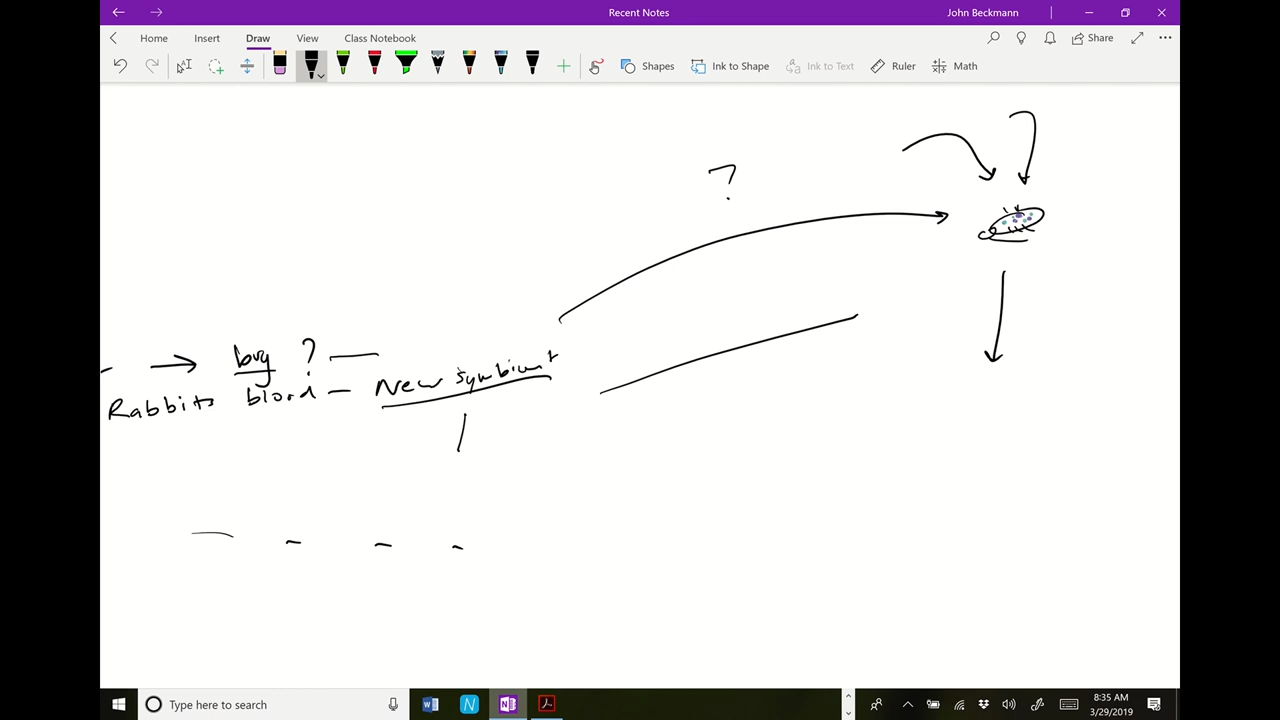 Recent Notes
John Beckmann
Home Insert Draw View Class Notebook
Share
Shapes Ink to Shape Ink to Text Ruler Math
?
bug ?
Rabbits blood - New symbiont
Type here to search
8:35 AM
3/29/2019